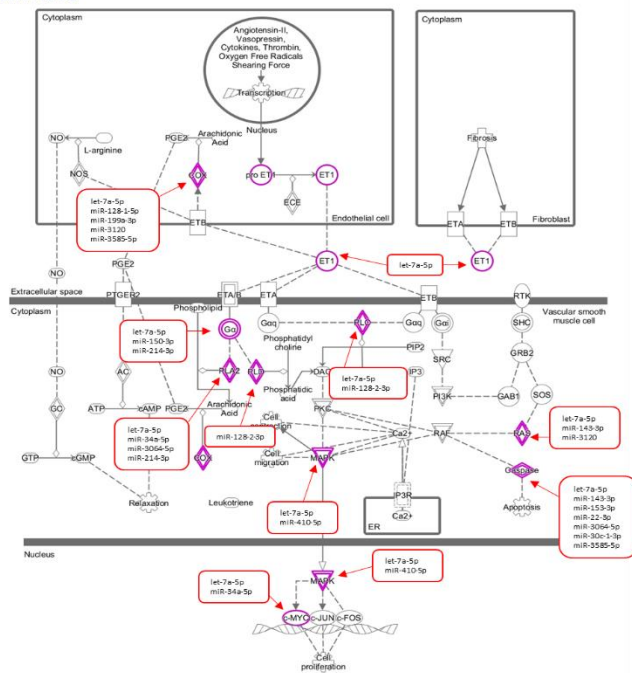 Cytoplasm
Angiotensin-II,
Vasopressin,
Cytokines, Thrombin,
Oxygen Free Radicals
Shearing Force
Transcription
Nucleus
NO
L-arginine
NOS
PGE2
Arachidonic
Acid
COX
pro ET1
ET1
ECE
ETB
Endothelial cell
Cytoplasm
Fibrosis
ETA
ETB
Fibroblast
ET1
let-7a-5p
miR-128-1-5p
miR-199a-3p
miR-3120
miR-3585-5p
let-7a-5p
ET1
NO
PGE2
Extracellular space
Cytoplasm
PTGER2
Phospholipid
ETA/B
ETA
ETB
RTK
Vascular smooth
muscle cell
Gα
Gαq
PLC
Gαq
Gαi
SHC
let-7a-5p
miR-150-3p
miR-214-3p
Phosphatidyl
choline
PIP2
SRC
GRB2
NO
AC
PLA2
PLD
DAG
IP3
PI3K
GAB1
SOS
let-7a-5p
miR-128-2-3p
Phosphatidic
acid
GC
ATP
cAMP
PGE2
Arachidonic
Acid
PKC
let-7a-5p
miR-34a-5p
miR-3064-5p
miR-214-3p
miR-128-2-3p
Cell
contraction
Ca2+
RAF
RAS
let-7a-5p
miR-143-3p
miR-3120
GTP
cGMP
COX
Cell
migration
MAPK
Caspase
Relaxation
Leukotriene
let-7a-5p
miR-410-5p
IP3R
Ca2+
ER
Apoptosis
let-7a-5p
miR-143-3p
miR-153-3p
miR-22-3p
miR-3064-5p
miR-30c-1-3p
miR-3585-5p
Nucleus
let-7a-5p
miR-34a-5p
MAPK
let-7a-5p
miR-410-5p
c-MYC
c-JUN
c-FOS
Cell
proliferation